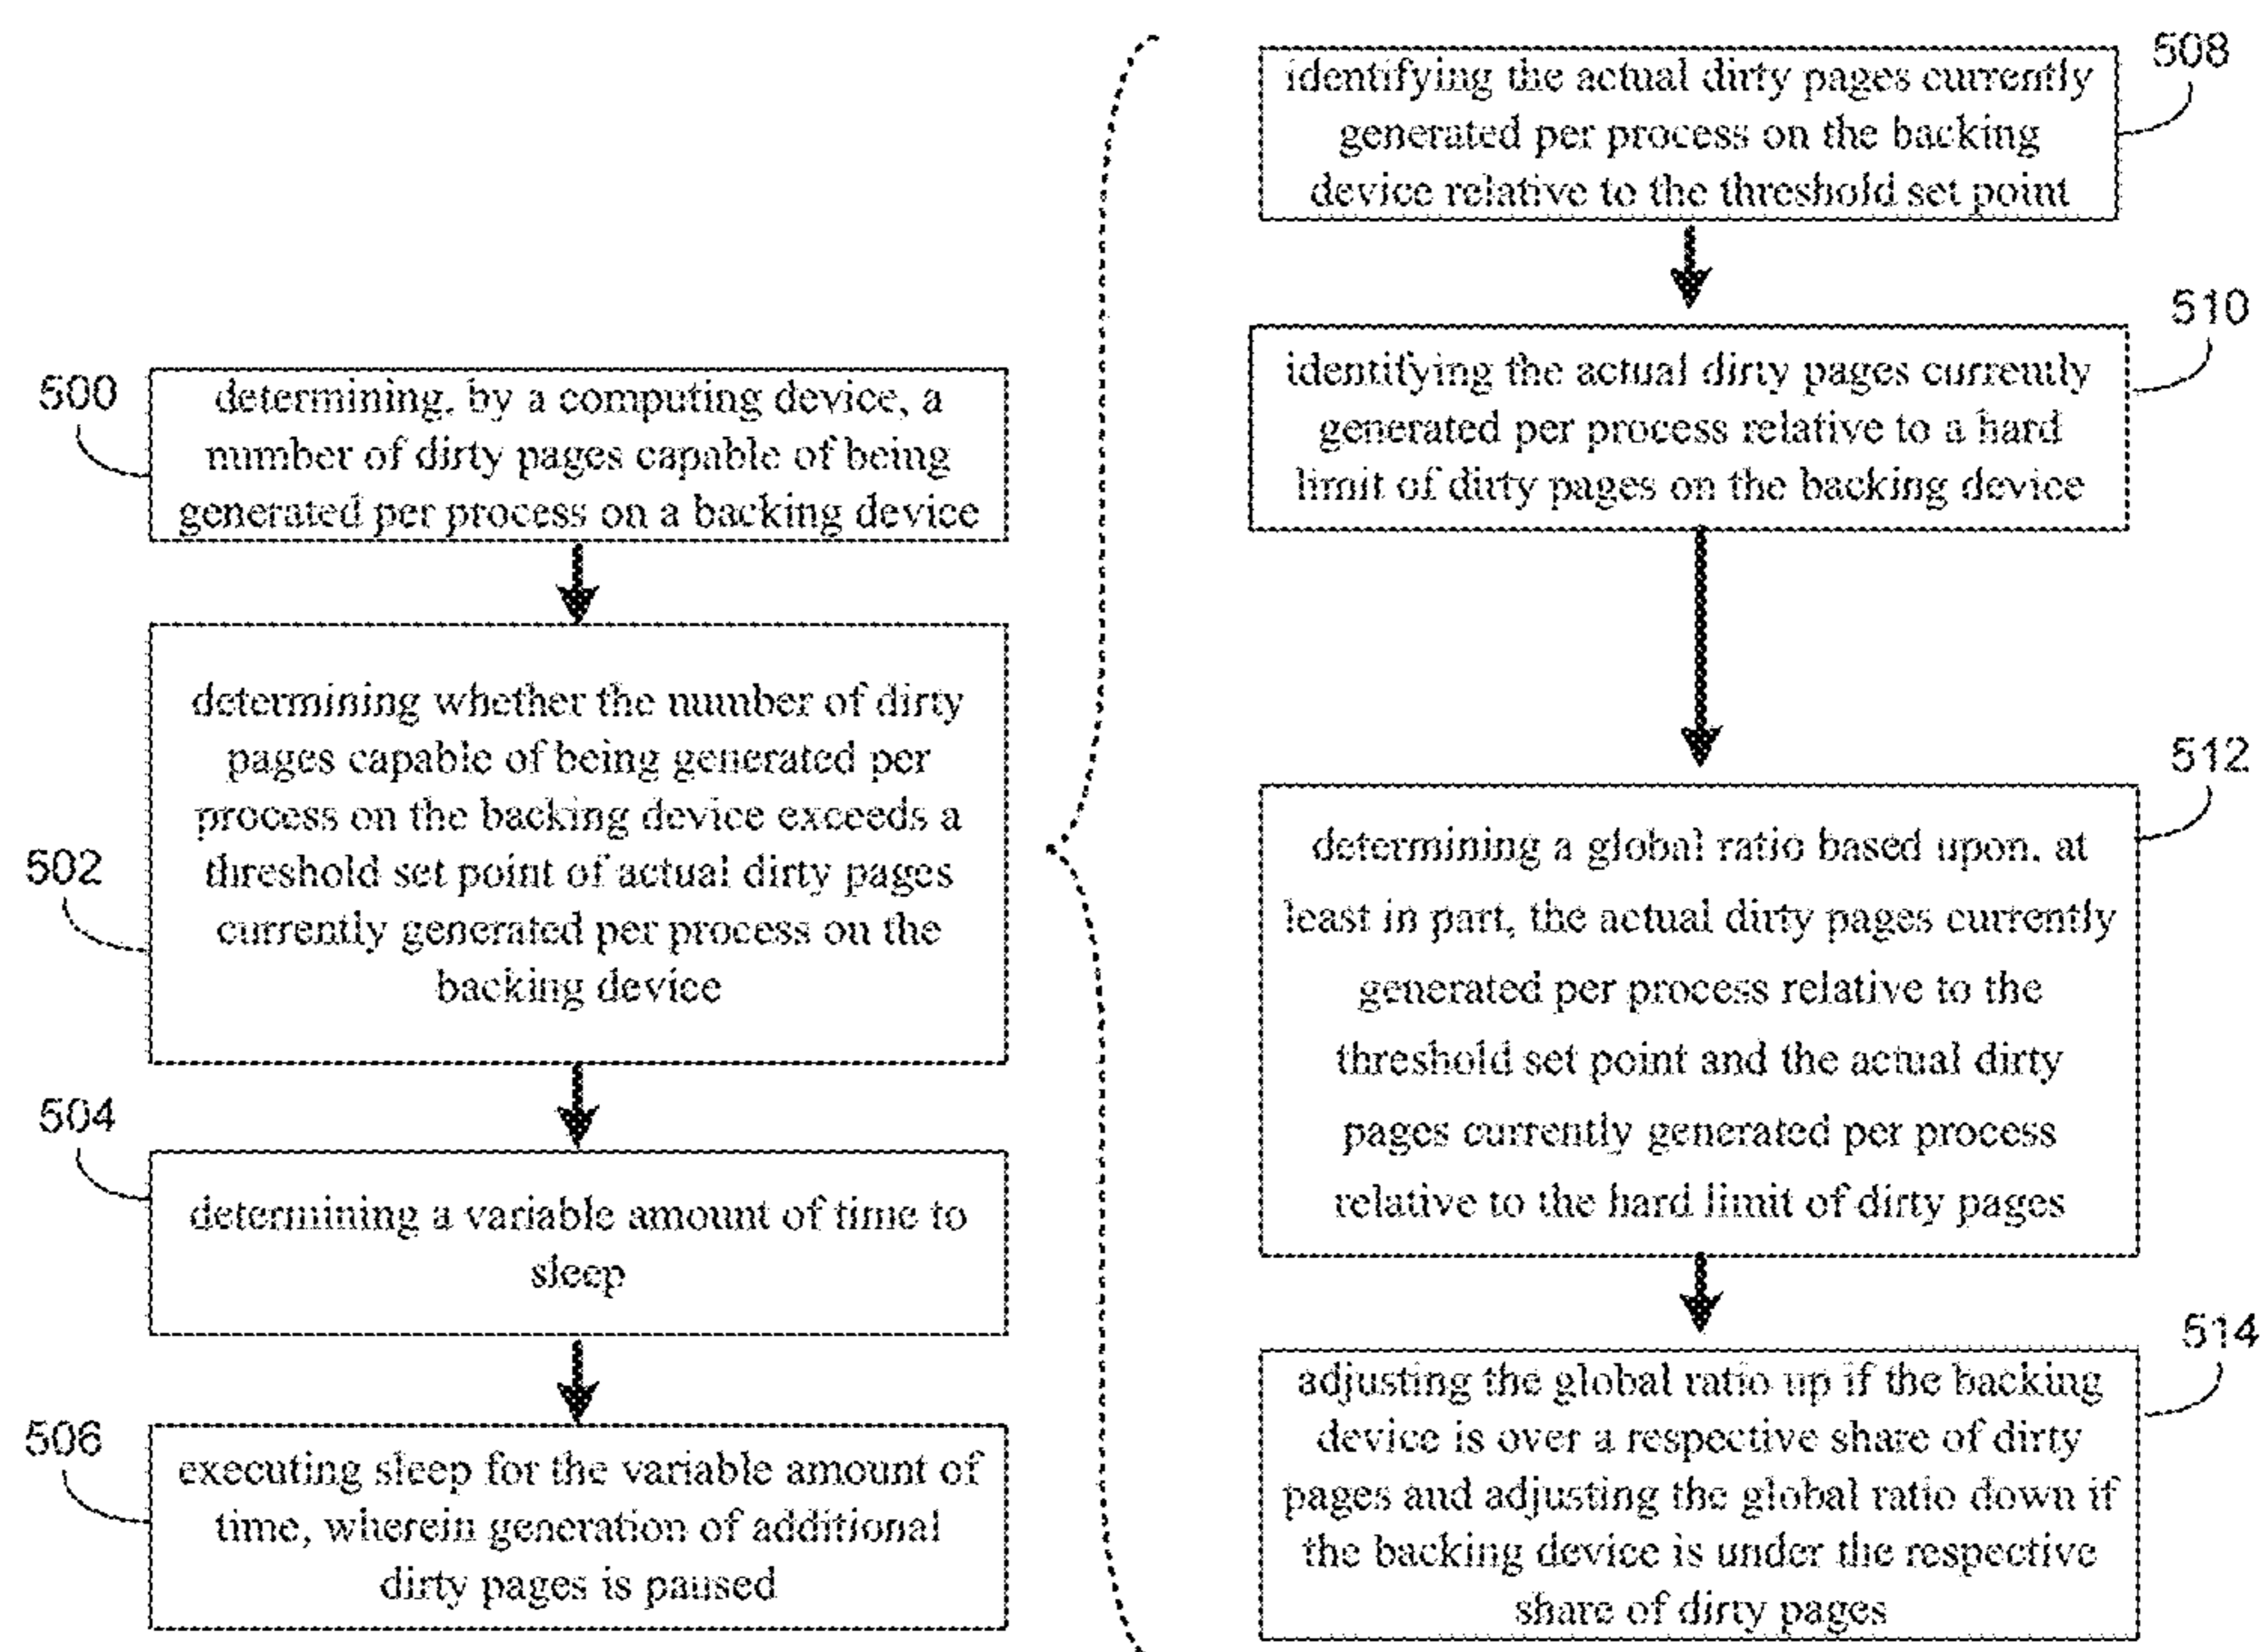 500
determining, by a computing device, a
number of dirty pages capable of being
generated per process on a backing device
502
determining whether the number of dirty
pages capable of being generated per
process on the backing device exceeds a
threshold set point of actual dirty pages
currently generated per process on the
backing device
504
determining a variable amount of time to
sleep
506
executing sleep for the variable amount of
time, wherein generation of additional
dirty pages is paused
508
identifying the actual dirty pages currently
generated per process on the backing
device relative to the threshold set point
510
identifying the actual dirty pages currently
generated per process relative to a hard
limit of dirty pages on the backing device
512
determining a global ratio based upon, at
least in part, the actual dirty pages currently
generated per process relative to the
threshold set point and the actual dirty
pages currently generated per process
relative to the hard limit of dirty pages
514
adjusting the global ratio up if the backing
device is over a respective share of dirty
pages and adjusting the global ratio down if
the backing device is under the respective
share of dirty pages